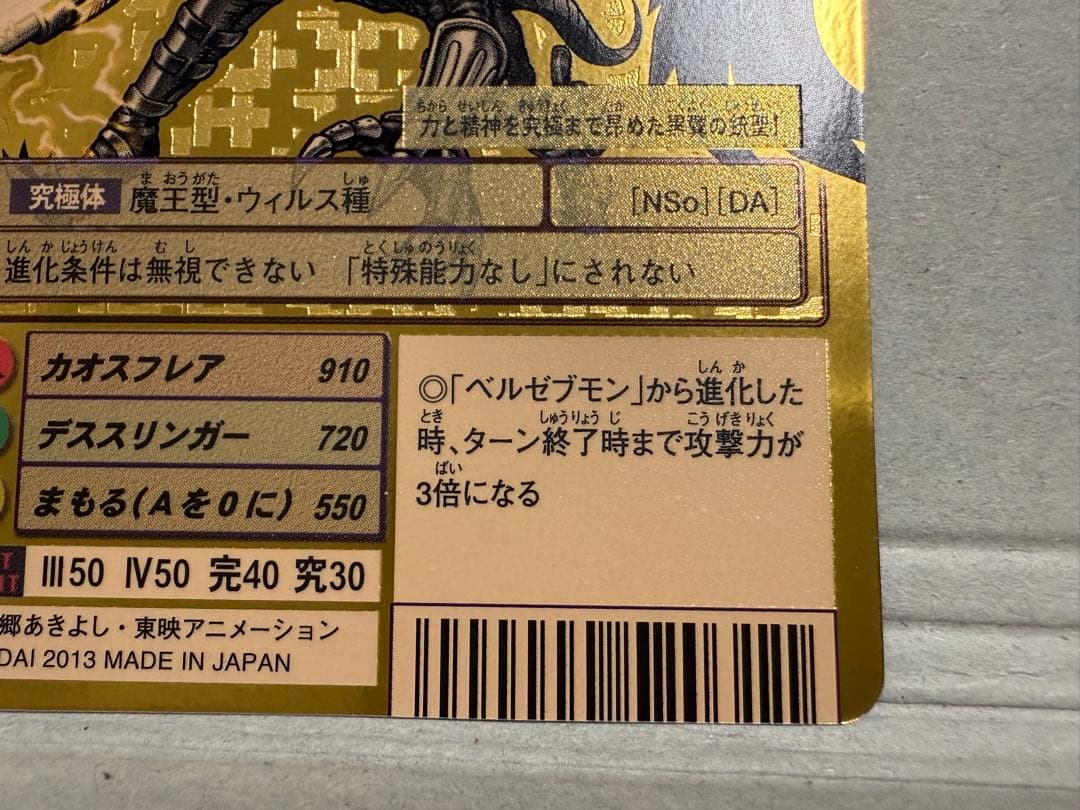 力と精神を究極まで昂めた黒翼の銃聖!
究極体 魔王型・ウィルス種 [NSo][DA]
進化条件は無視できない 「特殊能力なし」にされない
カオスフレア 910
デススリンガー 720
まもる(Aを0に) 550
Ⅲ50 Ⅳ50 完40 究30
郷あきよし・東映アニメーション
DAI 2013 MADE IN JAPAN
◎「ベルゼブモン」から進化した
時、ターン終了時まで攻撃力が
3倍になる